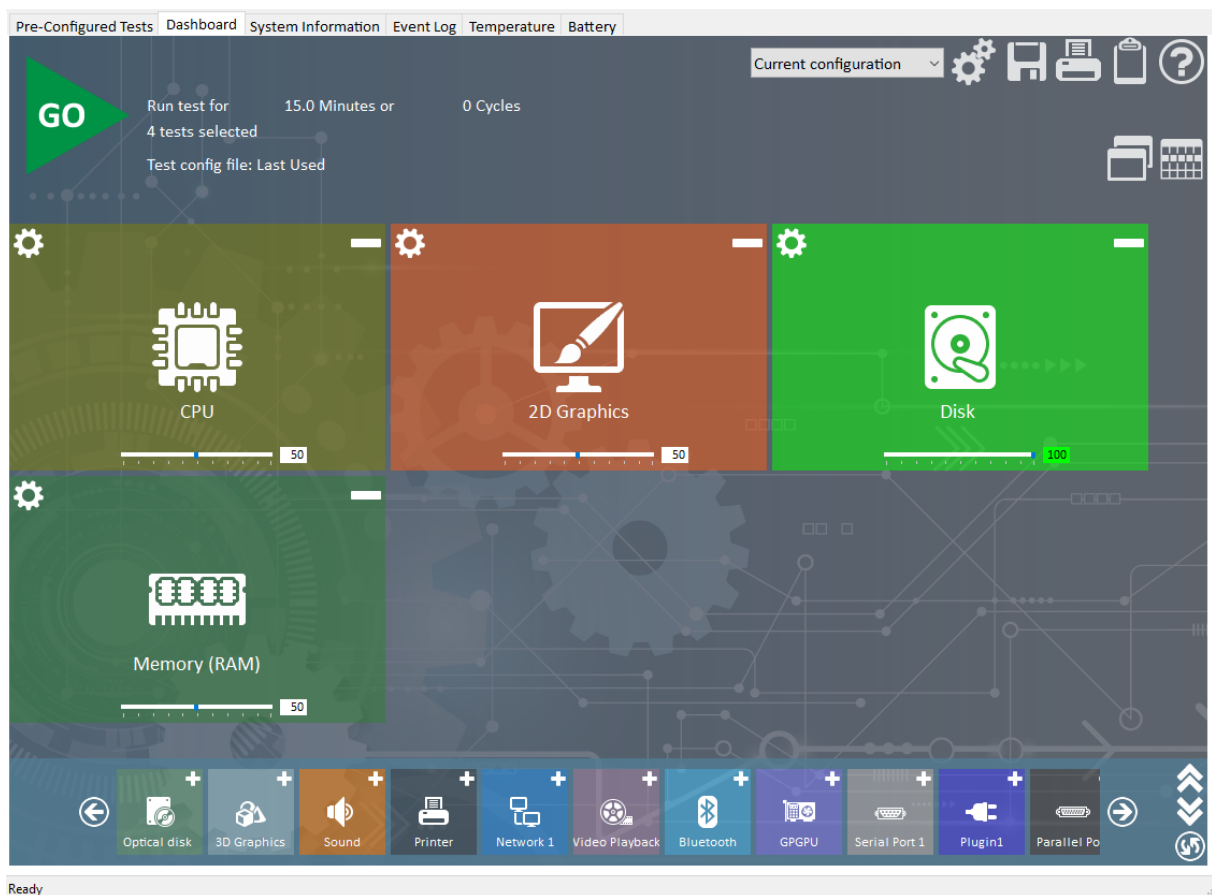 Pre-Configured Tests Dashboard System Information Event Log Temperature Battery
Current configuration
GO
Run test for 15.0 Minutes or 0 Cycles
4 tests selected
Test config file: Last Used
CPU
50
2D Graphics
50
Disk
100
Memory (RAM)
50
Optical disk 3D Graphics Sound Printer Network 1 Video Playback Bluetooth GPGPU Serial Port 1 Plugin1 Parallel Po
Ready